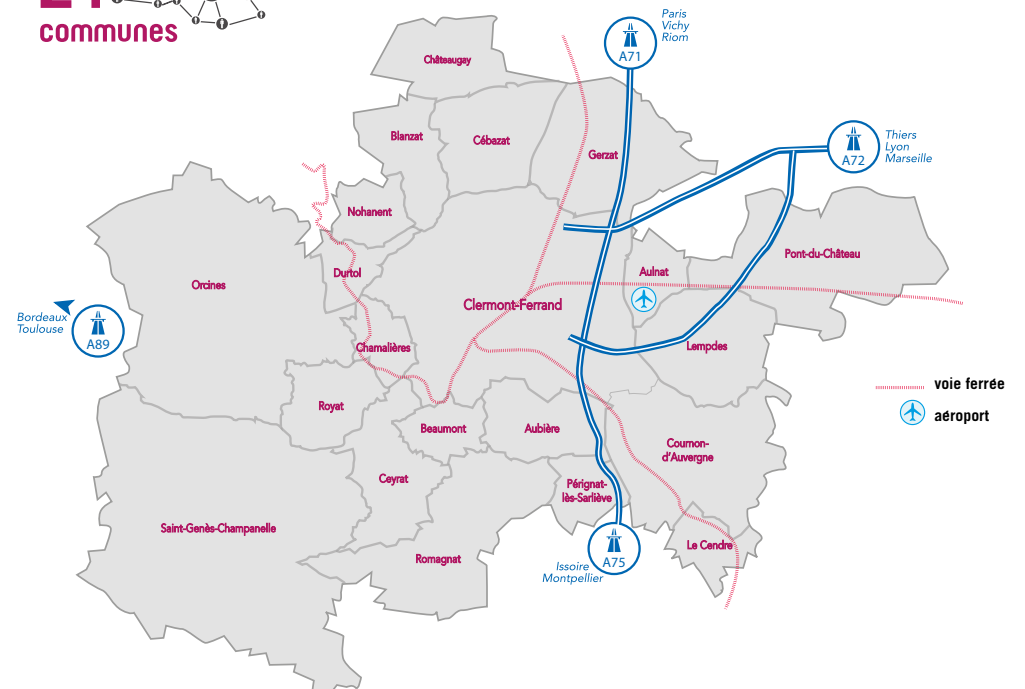 communes
Paris
Vichy
Riom
A71
Châteaugay
Blanzat
Cébazat
Gerzat
Thiers
Lyon
Marseille
A72
Nohanent
Pont-du-Château
Durtol
Aulnat
Orcines
Clermont-Ferrand
Bordeaux
Toulouse
A89
Chamalières
Lempdes
voie ferrée
aéroport
Royat
Beaumont
Aubière
Cournon-
d'Auvergne
Ceyrat
Pérignat-
lès-Sarliève
Saint-Genès-Champanelle
Le Cendre
Romagnat
Issoire
Montpellier
A75